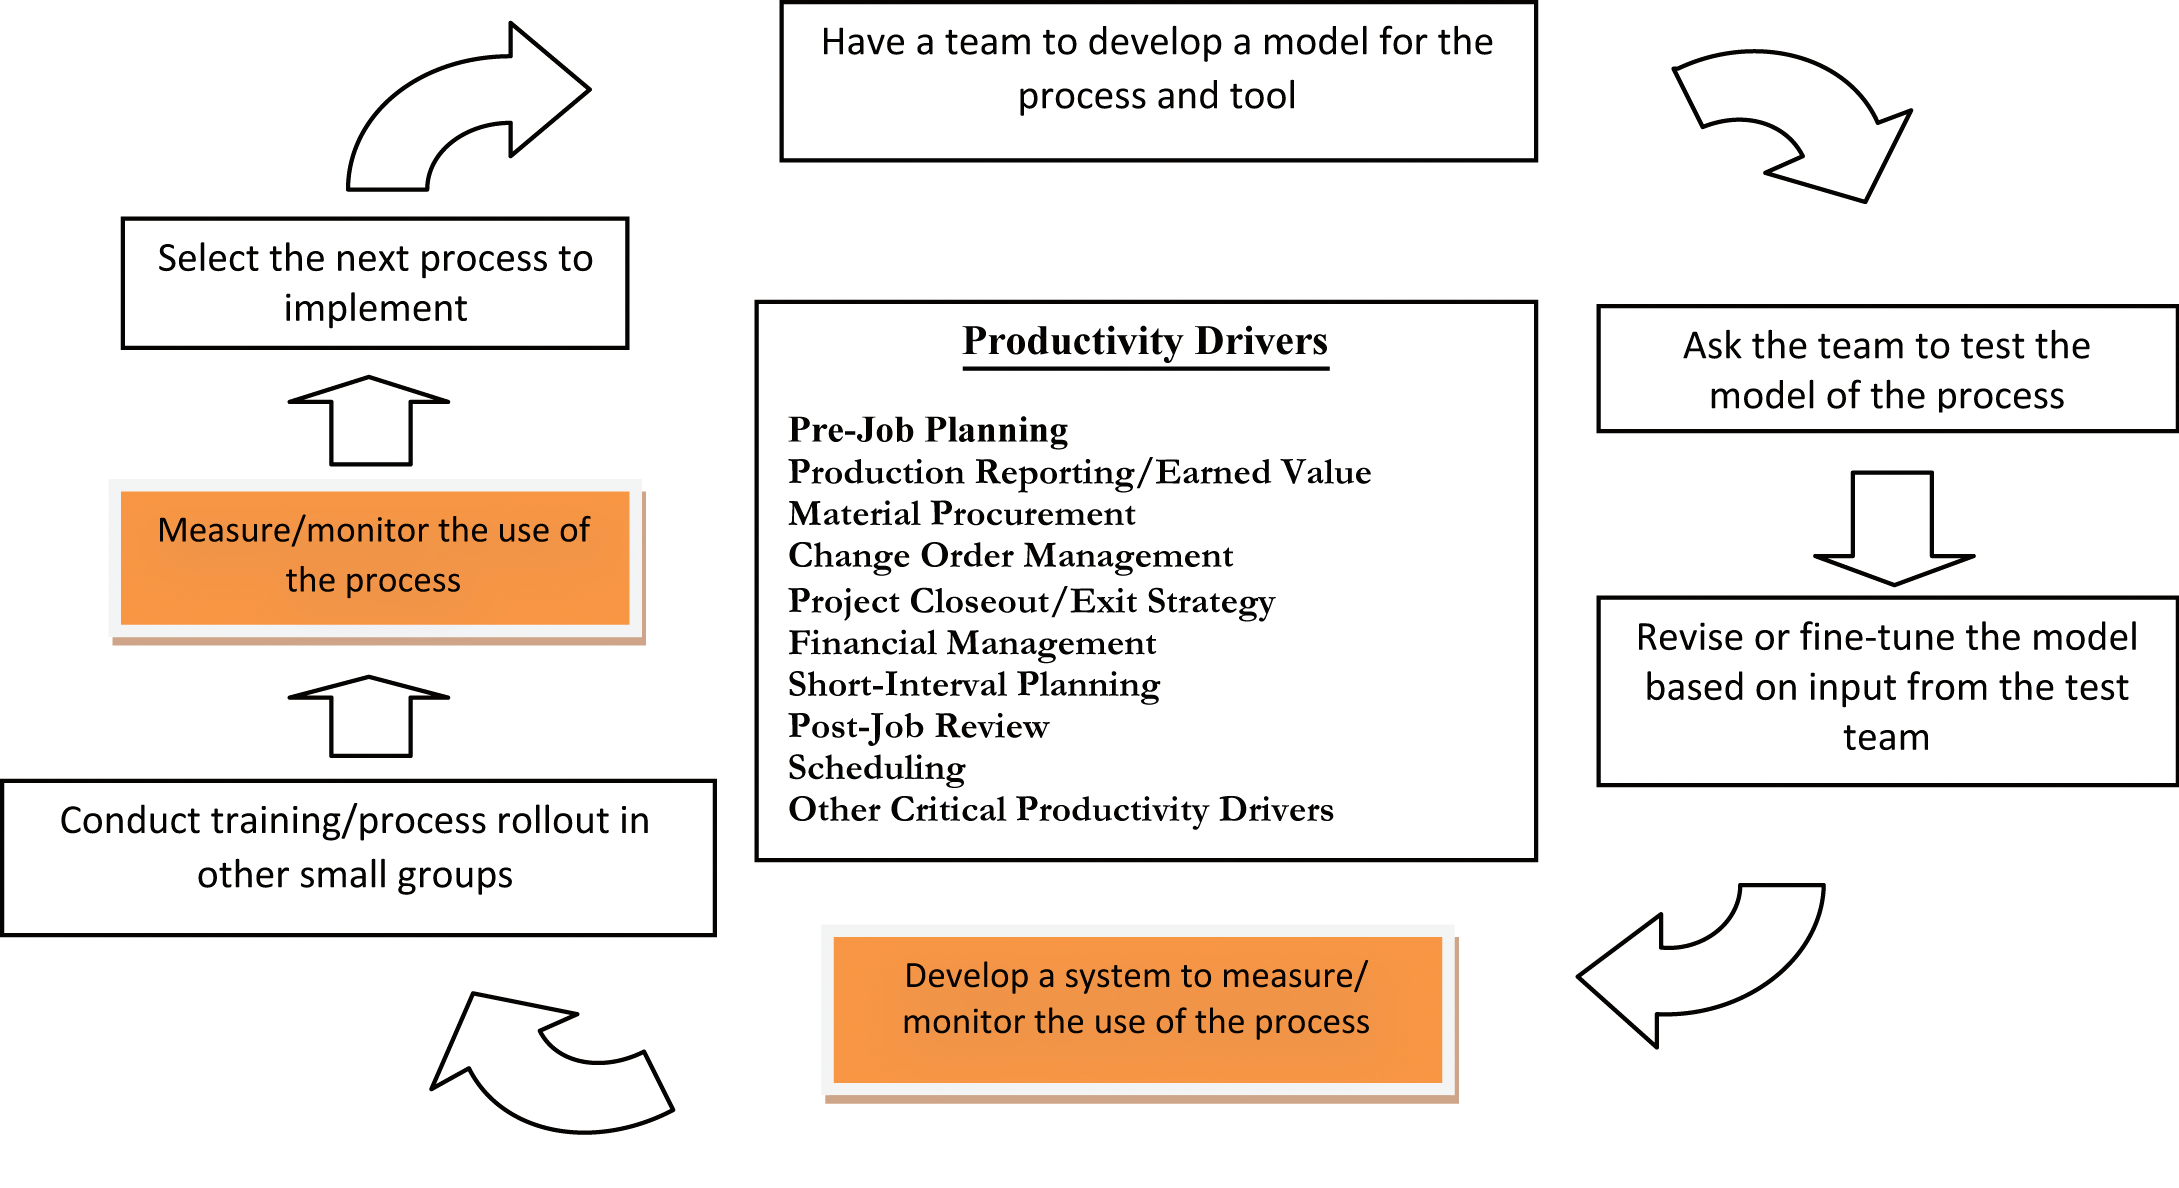 Have a team to develop a model for the
process and tool
Select the next process to
implement
Productivity Drivers
Pre-Job Planning
Production Reporting/Earned Value
Material Procurement
Change Order Management
Project Closeout/Exit Strategy
Financial Management
Short-Interval Planning
Post-Job Review
Scheduling
Other Critical Productivity Drivers
Ask the team to test the
model of the process
Revise or fine-tune the model
based on input from the test
team
Develop a system to measure/
monitor the use of the process
Conduct training/process rollout in
other small groups
Measure/monitor the use of
the process